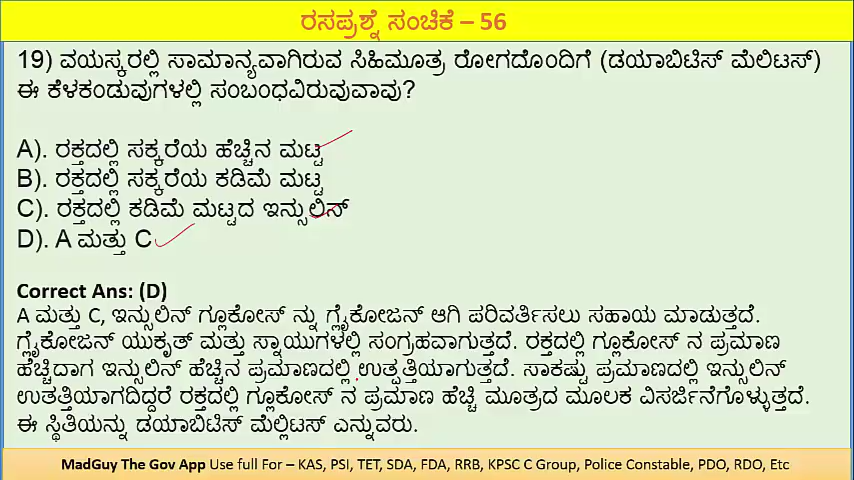 ರಸಪ್ರಶ್ನೆ ಸಂಚಿಕೆ – 56
19) ವಯಸ್ಕರಲ್ಲಿ ಸಾಮಾನ್ಯವಾಗಿರುವ ಸಿಹಿಮೂತ್ರ ರೋಗದೊಂದಿಗೆ (ಡಯಾಬಿಟಿಸ್ ಮೆಲಿಟಸ್)
ಈ ಕೆಳಕಂಡುವುಗಳಲ್ಲಿ ಸಂಬಂಧವಿರುವುವಾವು?
A). ರಕ್ತದಲ್ಲಿ ಸಕ್ಕರೆಯ ಹೆಚ್ಚಿನ ಮಟ್ಟ
B). ರಕ್ತದಲ್ಲಿ ಸಕ್ಕರೆಯ ಕಡಿಮೆ ಮಟ್ಟ
C). ರಕ್ತದಲ್ಲಿ ಕಡಿಮೆ ಮಟ್ಟದ ಇನ್ಸುಲಿಸ್
D). A ಮತ್ತು C
Correct Ans: (D)
A ಮತ್ತು C, ಇನ್ಸುಲಿನ್ ಗ್ಲೂಕೋಸ್ ನ್ನು ಗ್ಲೈಕೋಜನ್ ಆಗಿ ಪರಿವರ್ತಿಸಲು ಸಹಾಯ ಮಾಡುತ್ತದೆ.
ಗ್ಲೈಕೋಜನ್ ಯುಕೃತ್ ಮತ್ತು ಸ್ನಾಯುಗಳಲ್ಲಿ ಸಂಗ್ರಹವಾಗುತ್ತದೆ. ರಕ್ತದಲ್ಲಿ ಗ್ಲೂಕೋಸ್ ನ ಪ್ರಮಾಣ
ಹೆಚ್ಚಿದಾಗ ಇನ್ಸುಲಿನ್ ಹೆಚ್ಚಿನ ಪ್ರಮಾಣದಲ್ಲಿ ಉತ್ಪತ್ತಿಯಾಗುತ್ತದೆ. ಸಾಕಷ್ಟು ಪ್ರಮಾಣದಲ್ಲಿ ಇನ್ಸುಲಿನ್
ಉತತ್ತಿಯಾಗದಿದ್ದರೆ ರಕ್ತದಲ್ಲಿ ಗ್ಲೂಕೋಸ್ ನ ಪ್ರಮಾಣ ಹೆಚ್ಚಿ ಮೂತ್ರದ ಮೂಲಕ ವಿಸರ್ಜಿನೆಗೊಳ್ಳುತ್ತದೆ.
ಈ ಸ್ಥಿತಿಯನ್ನು ಡಯಾಬಿಟಿಸ್ ಮೆಲ್ಲಿಟಸ್ ಎನ್ನುವರು.
MadGuy The Gov App Use full For – KAS, PSI, TET, SDA, FDA, RRB, KPSC C Group, Police Constable, PDO, RDO, Etc